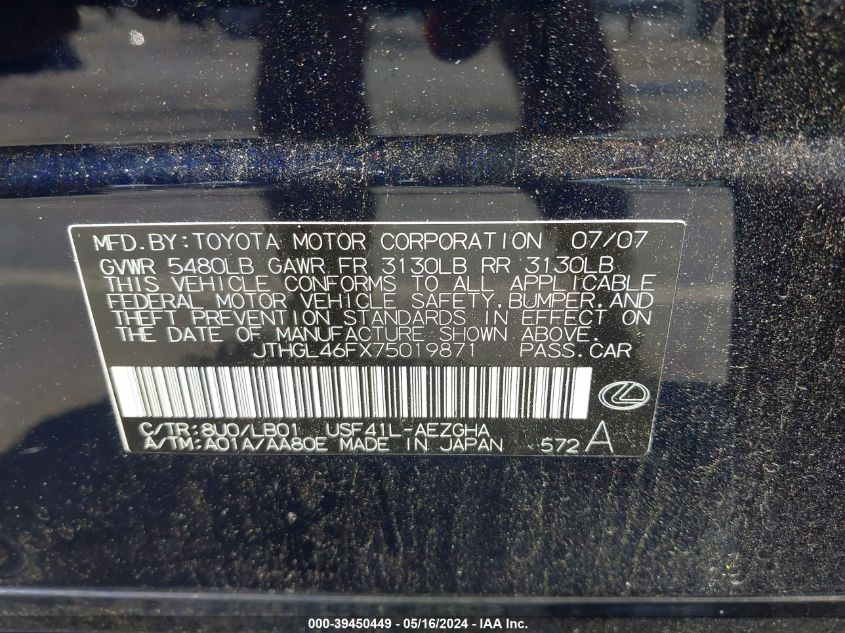 MFD.BY:TOYOTA MOTOR CORPORATION 07/07
GVWR 5480LB GAWR FR 3130LB RR 3130LB
THIS VEHICLE CONFORMS TO ALL APPLICABLE
FEDERAL MOTOR VEHICLE SAFETY,BUMPER,AND
THEFT PREVENTION STANDARDS IN EFFECT ON
THE DATE OF MANUFACTURE SHOWN ABOVE.
JTHGL46FX75019871 PASS.CAR
C/TR:8U0/LB01 USF41L-AEZGHA
A/TM:A01A/AA80E MADE IN JAPAN 572A
000-39450449 - 05/16/2024 - IAA Inc.